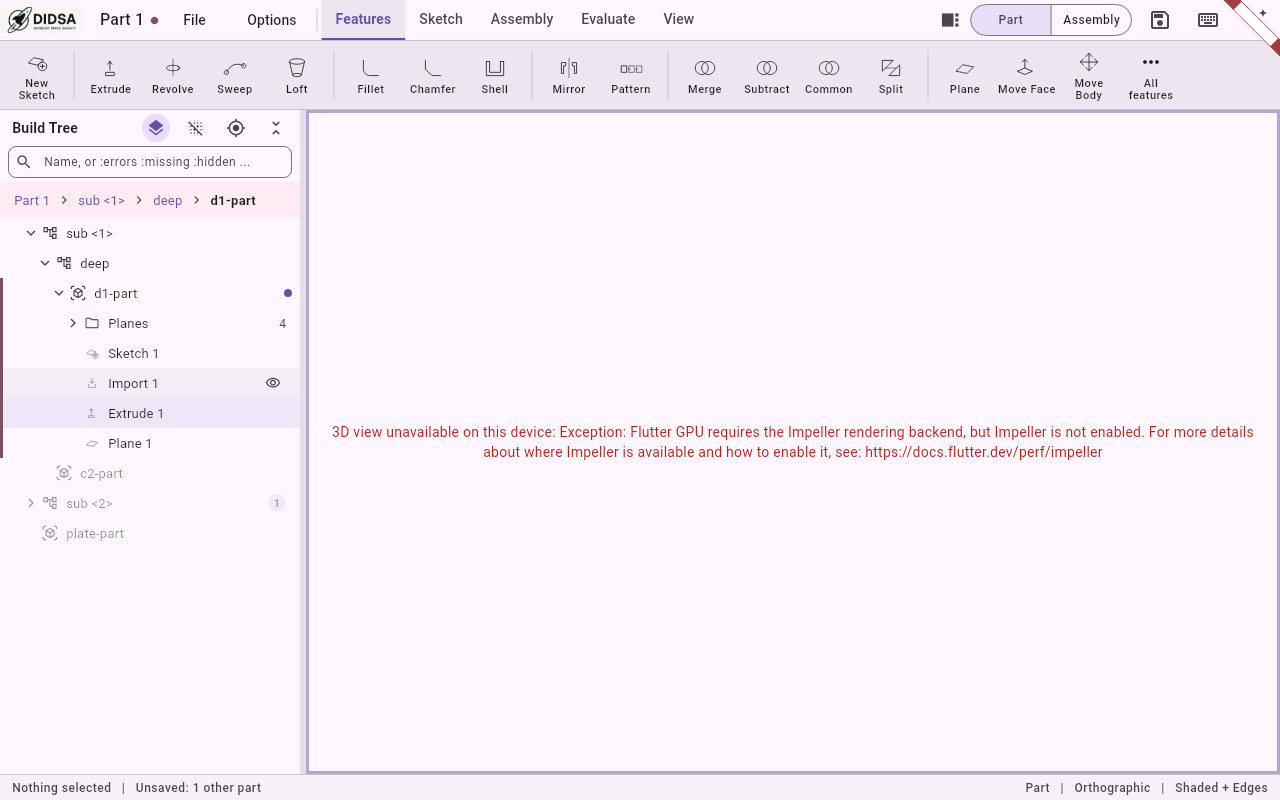 DIDSA
Part 1
File
Options
Features
Sketch
Assembly
Evaluate
View
Part
Assembly
New
Sketch
Extrude
Revolve
Sweep
Loft
Fillet
Chamfer
Shell
Mirror
Pattern
Merge
Subtract
Common
Split
Plane
Move Face
Move
Body
All
features
Build Tree
Name, or :errors :missing :hidden ...
Part 1 > sub <1> > deep > d1-part
sub <1>
deep
d1-part
Planes 4
Sketch 1
Import 1
Extrude 1
Plane 1
c2-part
sub <2> 1
plate-part
3D view unavailable on this device: Exception: Flutter GPU requires the Impeller rendering backend, but Impeller is not enabled. For more details
about where Impeller is available and how to enable it, see: https://docs.flutter.dev/perf/impeller
Nothing selected | Unsaved: 1 other part
Part | Orthographic | Shaded + Edges